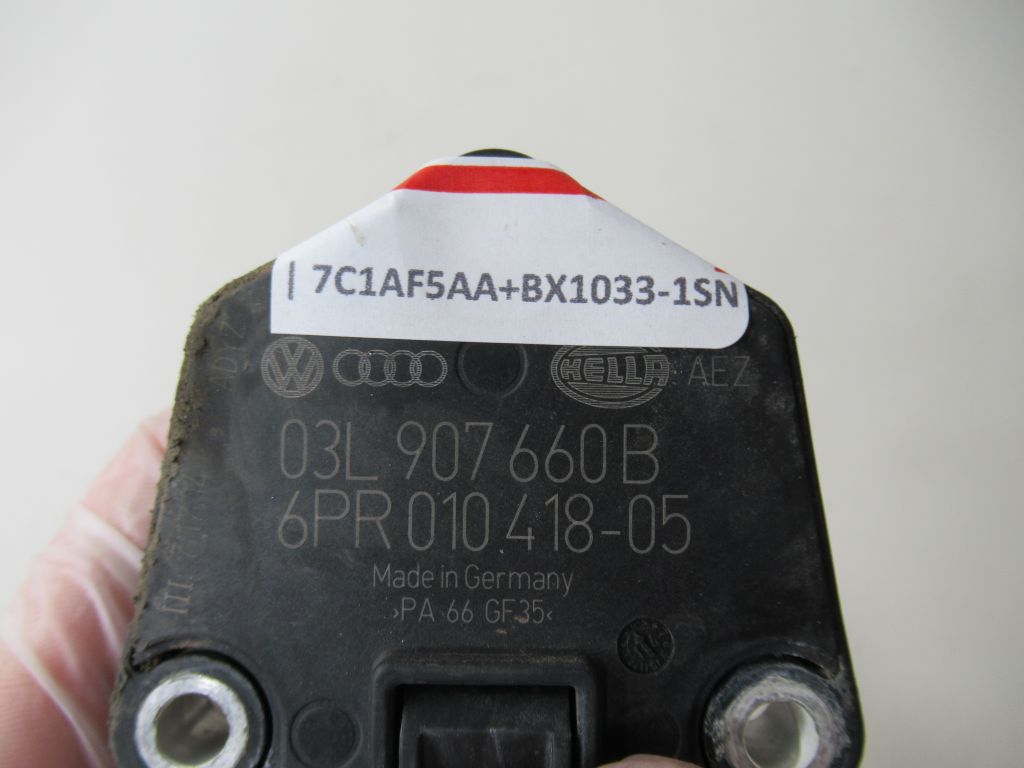 7C1AF5AA+BX1033-1SN
HELLA AEZ
03L 907 660 B
6PR 010 418-05
Made in Germany
›PA 66 GF35‹